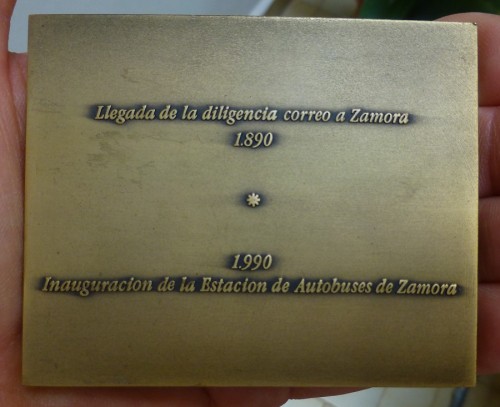 Llegada de la diligencia correo a Zamora
1.890
*
1.990
Inauguracion de la Estacion de Autobuses de Zamora